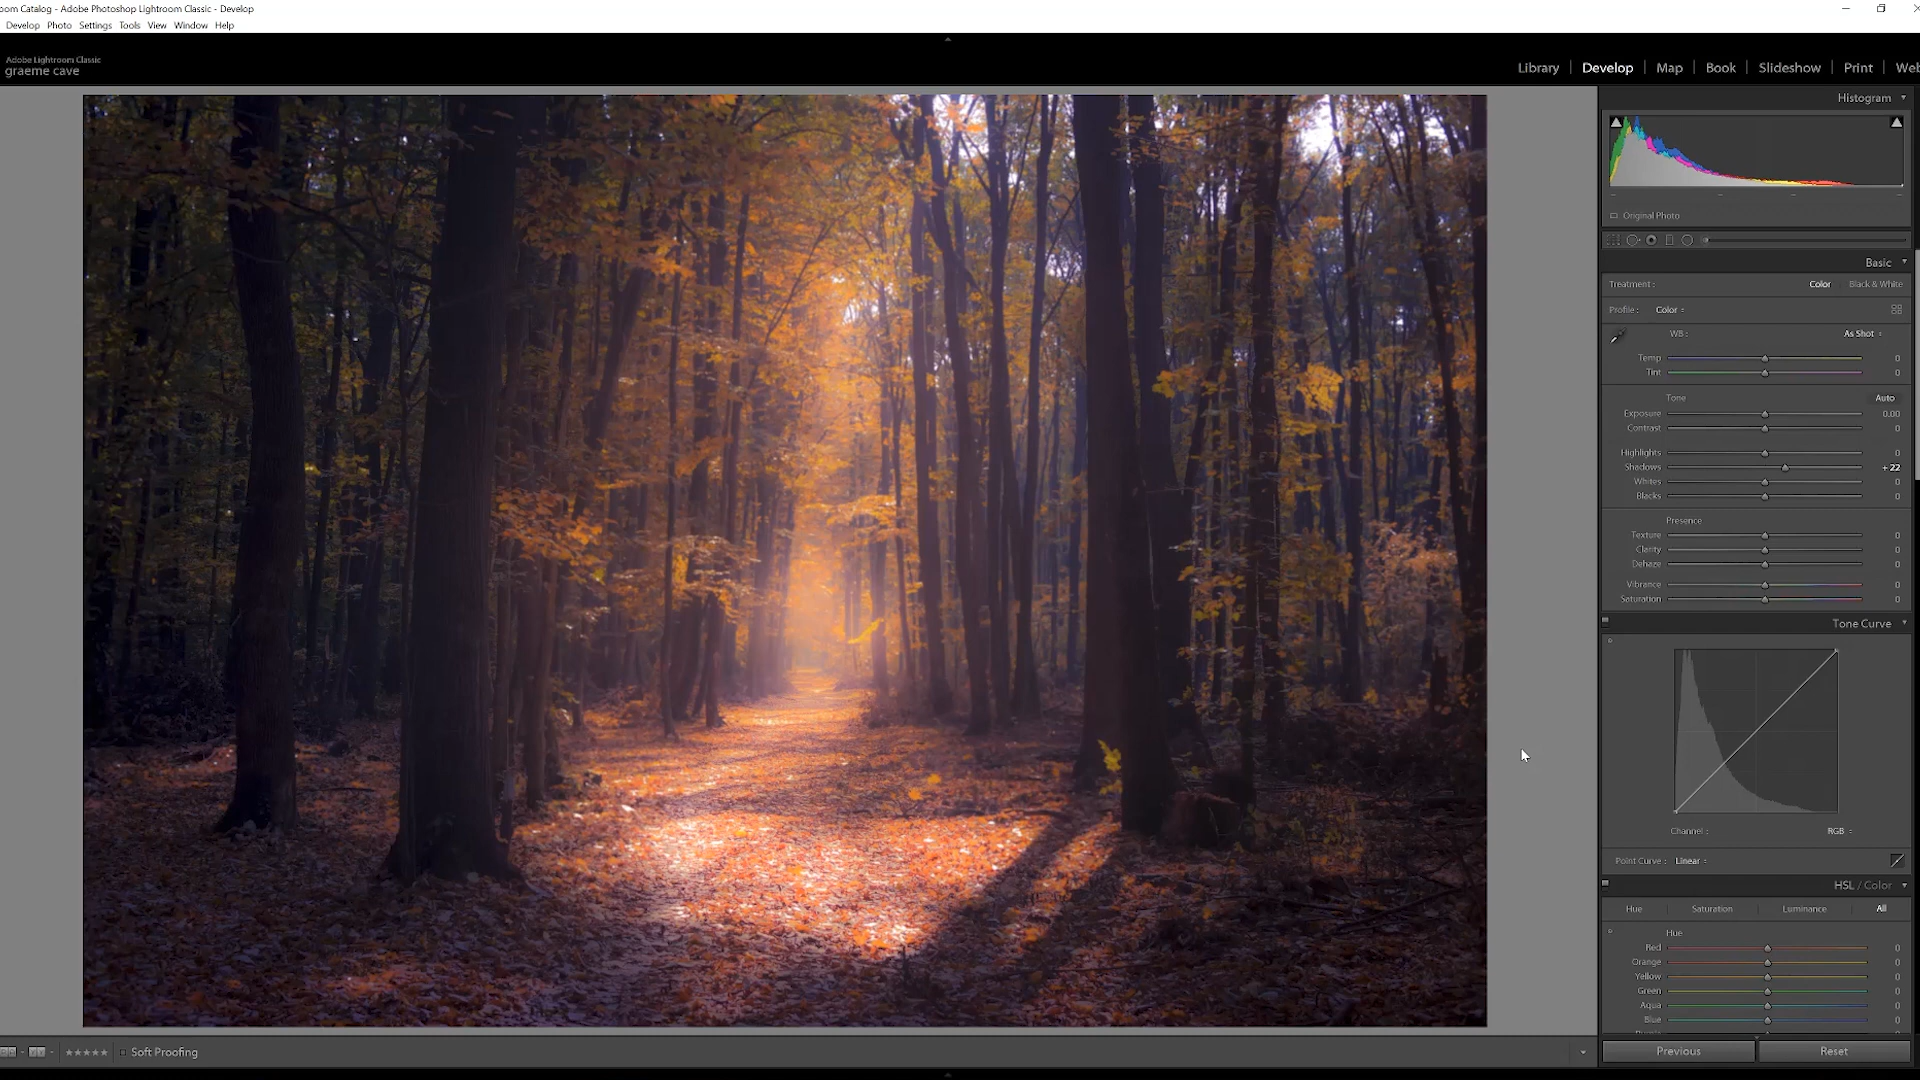 oom Catalog - Adobe Photoshop Lightroom Classic - Develop
Develop Photo Settings Tools View Window Help
Adobe Lightroom Classic
graeme cave
Library | Develop | Map | Book | Slideshow | Print | Web
Histogram
Original Photo
Basic
Treatment : Color Black & White
Profile : Color
WB : As Shot
Temp 0
Tint 0
Tone Auto
Exposure 0.00
Contrast 0
Highlights 0
Shadows + 22
Whites 0
Blacks 0
Presence
Texture 0
Clarity 0
Dehaze 0
Vibrance 0
Saturation 0
Tone Curve
Channel : RGB
Point Curve : Linear
HSL / Color
Hue Saturation Luminance All
Hue
Red 0
Orange 0
Yellow 0
Green 0
Aqua 0
Blue 0
Soft Proofing
Previous Reset